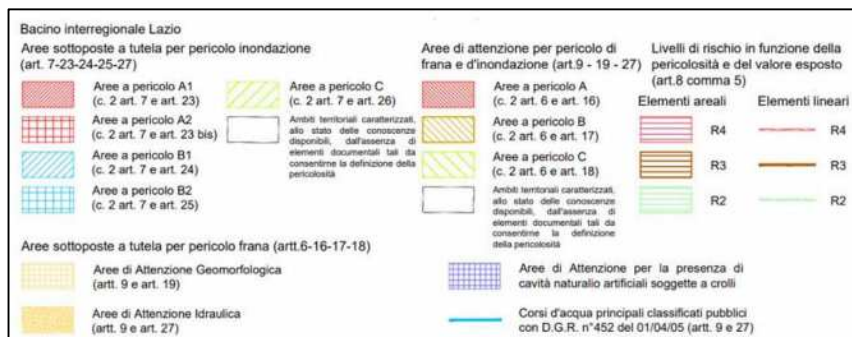 Bacino interregionale Lazio
Aree sottoposte a tutela per pericolo inondazione
(art. 7-23-24-25-27)
Aree a pericolo A1
(c. 2 art. 7 e art. 23)
Aree a pericolo A2
(c. 2 art. 7 e art. 23 bis)
Aree a pericolo B1
(c. 2 art. 7 e art. 24)
Aree a pericolo B2
(c. 2 art. 7 e art. 25)
Aree a pericolo C
(c. 2 art. 7 e art. 26)
Ambiti territoriali caratterizzati,
allo stato delle conoscenze
disponibili, dall'assenza di
elementi documentali tali da
consentirne la definizione della
pericolosità
Aree di attenzione per pericolo di
frana e d'inondazione (art.9 - 19 - 27)
Aree a pericolo A
(c. 2 art. 6 e art. 16)
Aree a pericolo B
(c. 2 art. 6 e art. 17)
Aree a pericolo C
(c. 2 art. 6 e art. 18)
Ambiti territoriali caratterizzati,
allo stato delle conoscenze
disponibili, dall'assenza di
elementi documentali tali da
consentirne la definizione
della pericolosità
Livelli di rischio in funzione della
pericolosità e del valore esposto
(art.8 comma 5)
Elementi areali
Elementi lineari
R4
R4
R3
R3
R2
R2
Aree sottoposte a tutela per pericolo frana (artt.6-16-17-18)
Aree di Attenzione Geomorfologica
(artt. 9 e art. 19)
Aree di Attenzione Idraulica
(artt. 9 e art. 27)
Aree di Attenzione per la presenza di
cavità naturalio artificiali soggette a crolli
Corsi d'acqua principali classificati pubblici
con D.G.R. n°452 del 01/04/05 (artt. 9 e 27)